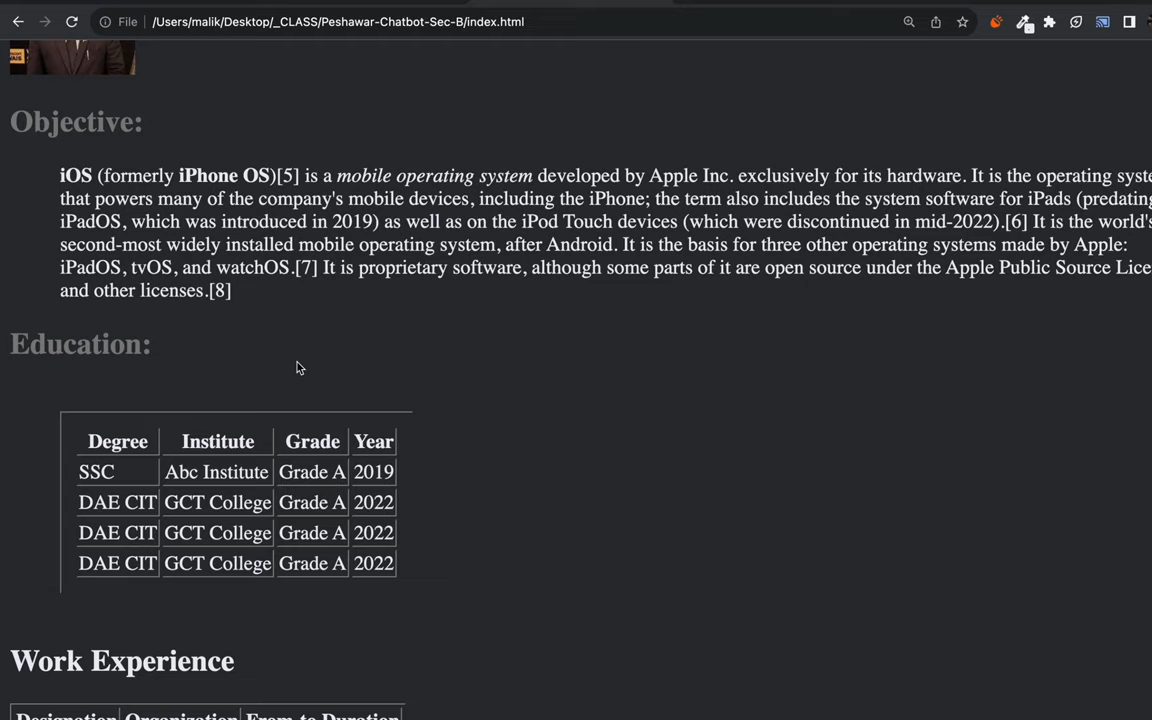 File /Users/malik/Desktop/_CLASS/Peshawar-Chatbot-Sec-B/index.html
Objective:
iOS (formerly iPhone OS)[5] is a mobile operating system developed by Apple Inc. exclusively for its hardware. It is the operating
that powers many of the company's mobile devices, including the iPhone; the term also includes the system software for iPads (predating
iPadOS, which was introduced in 2019) as well as on the iPod Touch devices (which were discontinued in mid-2022).[6] It is the world's
second-most widely installed mobile operating system, after Android. It is the basis for three other operating systems made by Apple:
iPadOS, tvOS, and watchOS.[7] It is proprietary software, although some parts of it are open source under the Apple Public Source
and other licenses.[8]
Education:
Degree Institute Grade Year
SSC Abc Institute Grade A 2019
DAE CIT GCT College Grade A 2022
DAE CIT GCT College Grade A 2022
DAE CIT GCT College Grade A 2022
Work Experience
Designation Organization From-to Duration